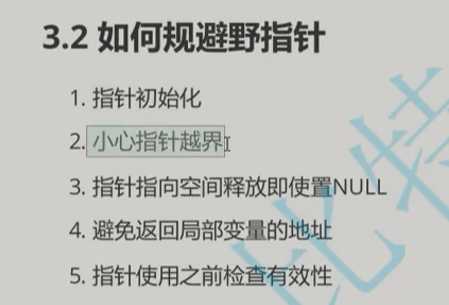 3.2 如何规避野指针
1. 指针初始化
2. 小心指针越界
3. 指针指向空间释放即使置NULL
4. 避免返回局部变量的地址
5. 指针使用之前检查有效性
比特